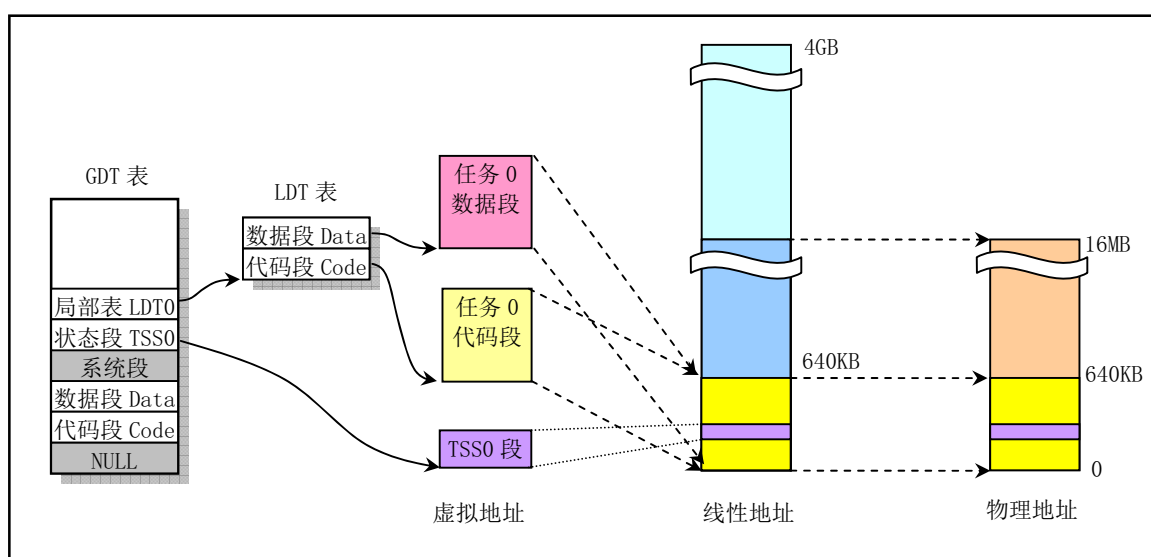 GDT 表
局部表 LDT0
状态段 TSS0
系统段
数据段 Data
代码段 Code
NULL
LDT 表
数据段 Data
代码段 Code
任务 0
数据段
任务 0
代码段
TSS0 段
虚拟地址
4GB
640KB
线性地址
16MB
640KB
0
物理地址